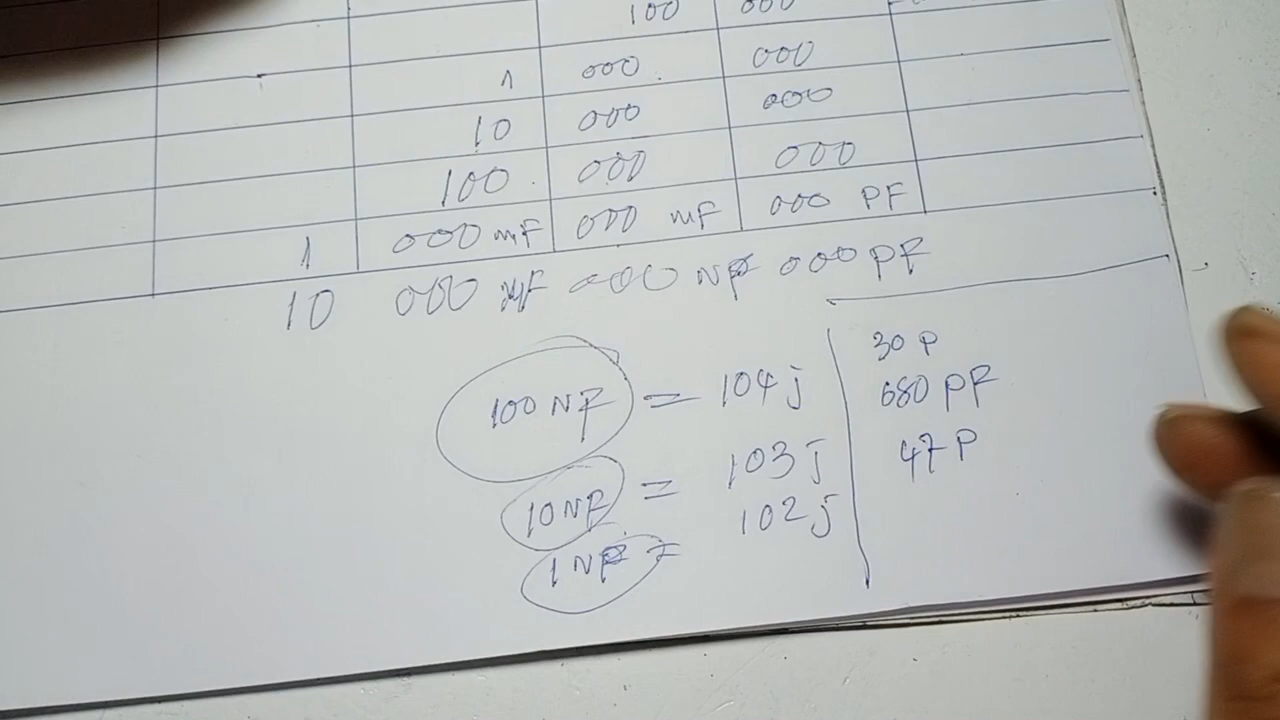 100 000
1 000 000
10 000 000
100 000 000
1 000 mF 000 mF 000 PF
10 000 MF 000 NF 000 PF
100 NF = 104 j
10 NF = 103 j
1 NF = 102 j
30 P
680 PF
47 P